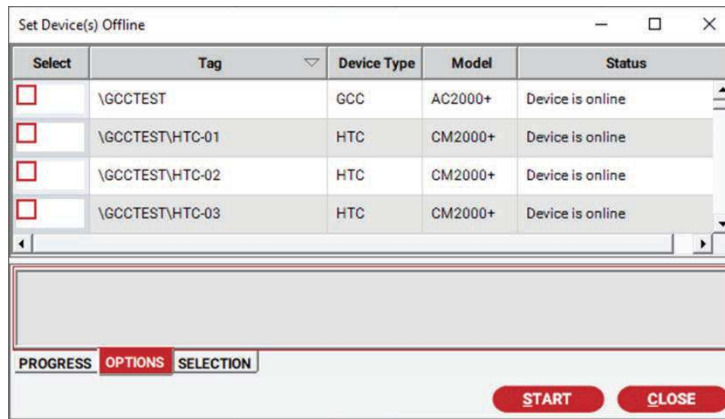 Set Device(s) Offline
Select Tag Device Type Model Status
\GCCTEST GCC AC2000+ Device is online
\GCCTEST\HTC-01 HTC CM2000+ Device is online
\GCCTEST\HTC-02 HTC CM2000+ Device is online
\GCCTEST\HTC-03 HTC CM2000+ Device is online
PROGRESS OPTIONS SELECTION
START CLOSE